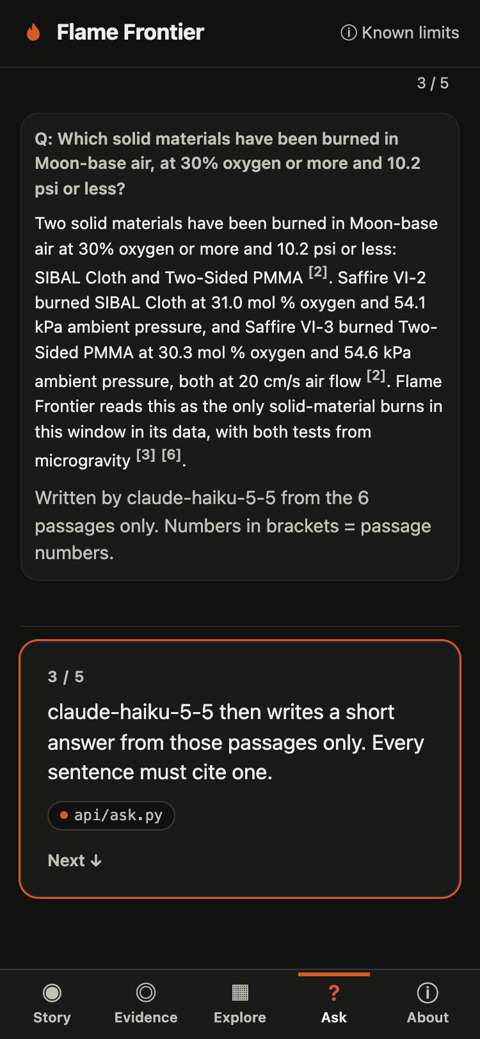 Flame Frontier
ⓘ Known limits
3 / 5
Q: Which solid materials have been burned in
Moon-base air, at 30% oxygen or more and 10.2
psi or less?
Two solid materials have been burned in Moon-base
air at 30% oxygen or more and 10.2 psi or less:
SIBAL Cloth and Two-Sided PMMA [2]. Saffire VI-2
burned SIBAL Cloth at 31.0 mol % oxygen and 54.1
kPa ambient pressure, and Saffire VI-3 burned Two-
Sided PMMA at 30.3 mol % oxygen and 54.6 kPa
ambient pressure, both at 20 cm/s air flow [2]. Flame
Frontier reads this as the only solid-material burns in
this window in its data, with both tests from
microgravity [3] [6].
Written by claude-haiku-5-5 from the 6
passages only. Numbers in brackets = passage
numbers.
3 / 5
claude-haiku-5-5 then writes a short
answer from those passages only. Every
sentence must cite one.
api/ask.py
Next ↓
Story
Evidence
Explore
? Ask
About